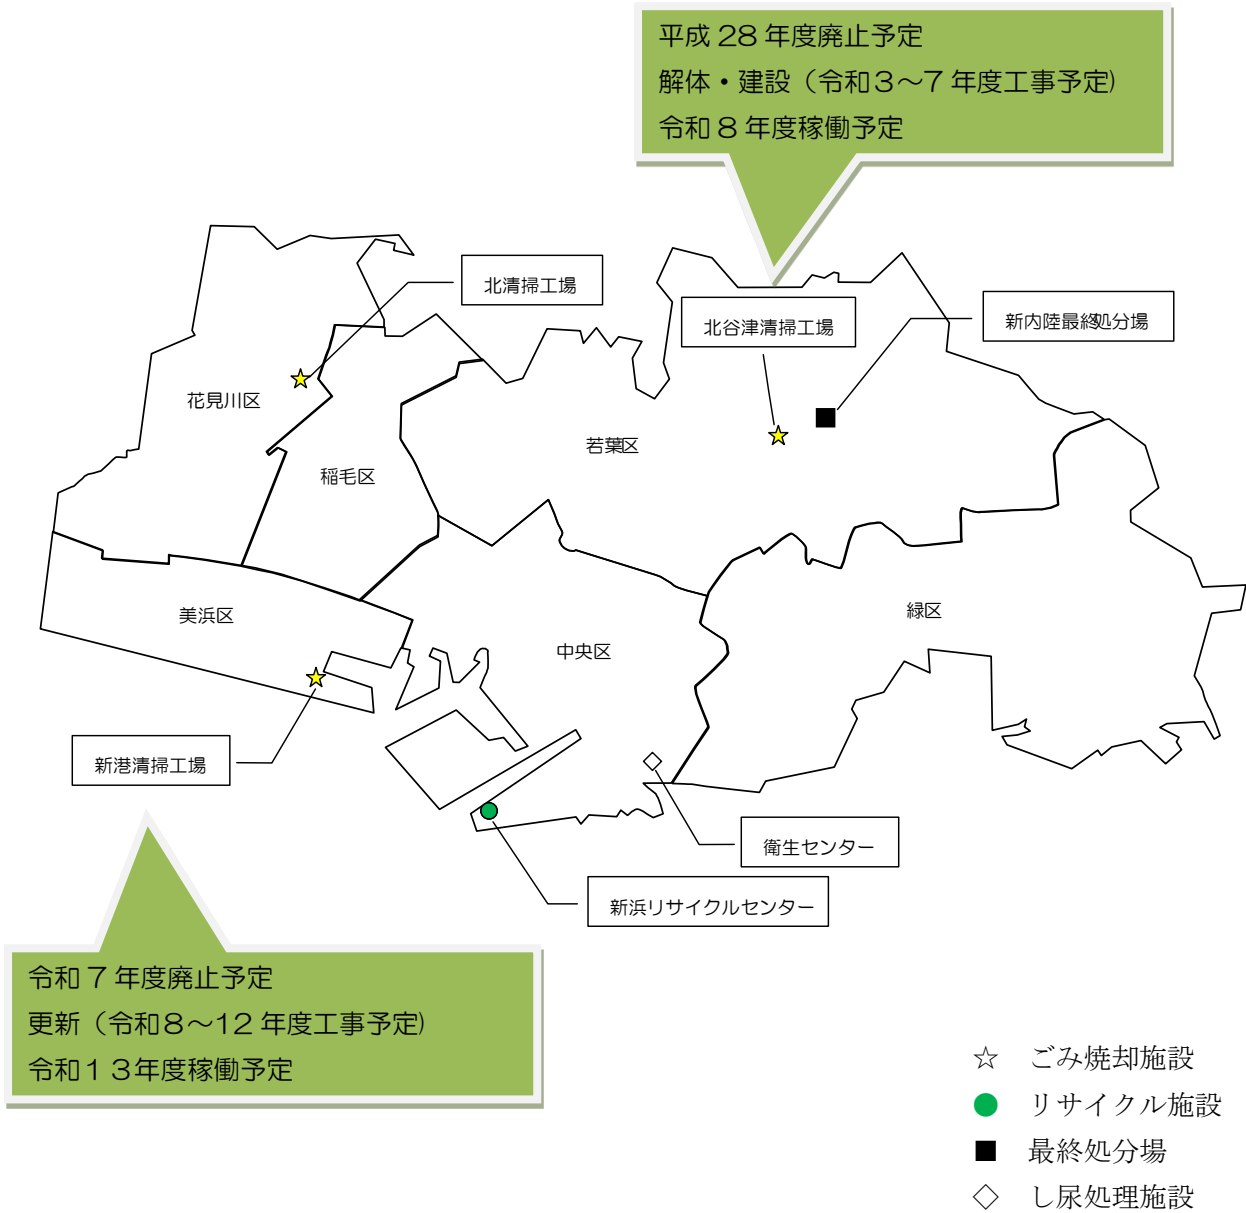 平成 28 年度廃止予定
解体・建設（令和３～７ 年度工事予定)
令和 8 年度稼働予定
北清掃工場
北谷津清掃工場
新内陸最終処分場
花見川区
若葉区
稲毛区
美浜区
中央区
緑区
新港清掃工場
衛生センター
新浜リサイクルセンター
令和 7 年度廃止予定
更新（令和８～12 年度工事予定)
令和１３年度稼働予定
☆ ごみ焼却施設
● リサイクル施設
■ 最終処分場
◇ し尿処理施設